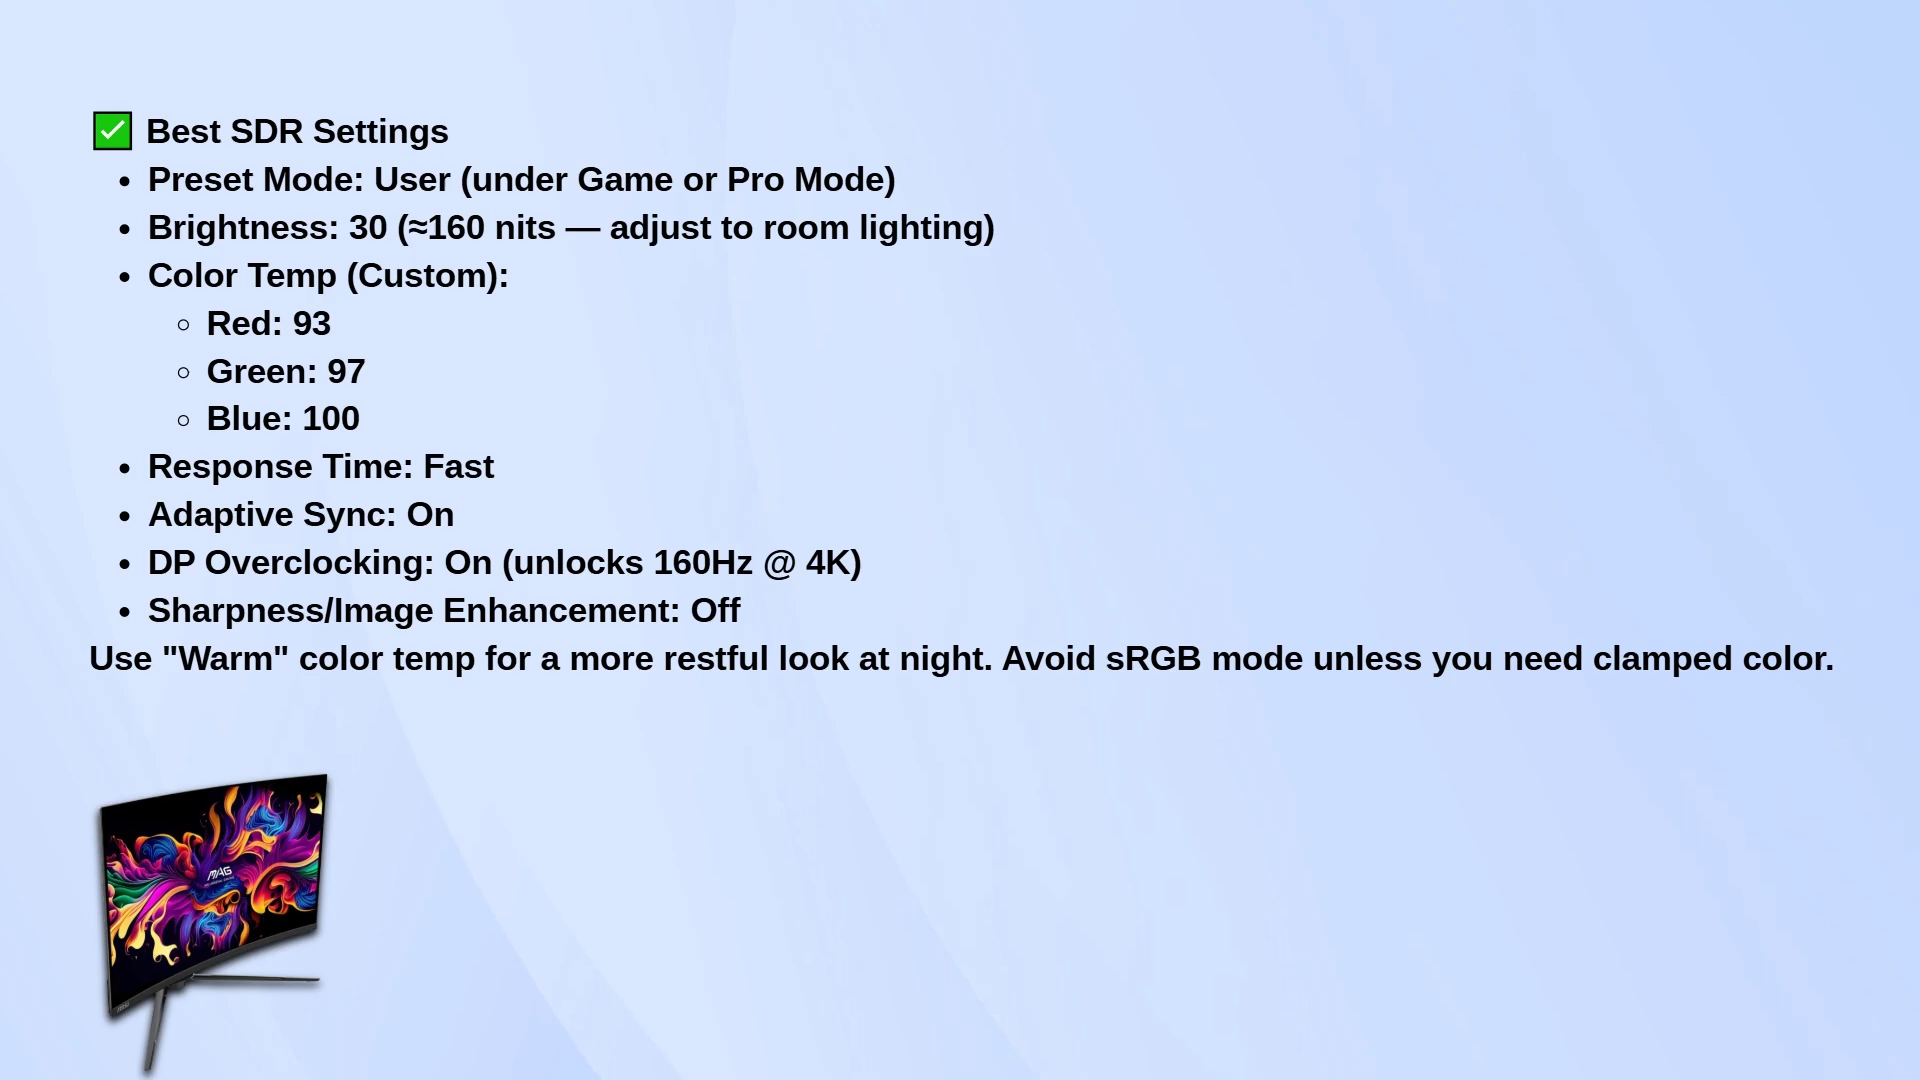 ✅ Best SDR Settings
• Preset Mode: User (under Game or Pro Mode)
• Brightness: 30 (≈160 nits — adjust to room lighting)
• Color Temp (Custom):
◦ Red: 93
◦ Green: 97
◦ Blue: 100
• Response Time: Fast
• Adaptive Sync: On
• DP Overclocking: On (unlocks 160Hz @ 4K)
• Sharpness/Image Enhancement: Off
Use "Warm" color temp for a more restful look at night. Avoid sRGB mode unless you need clamped color.
MAG